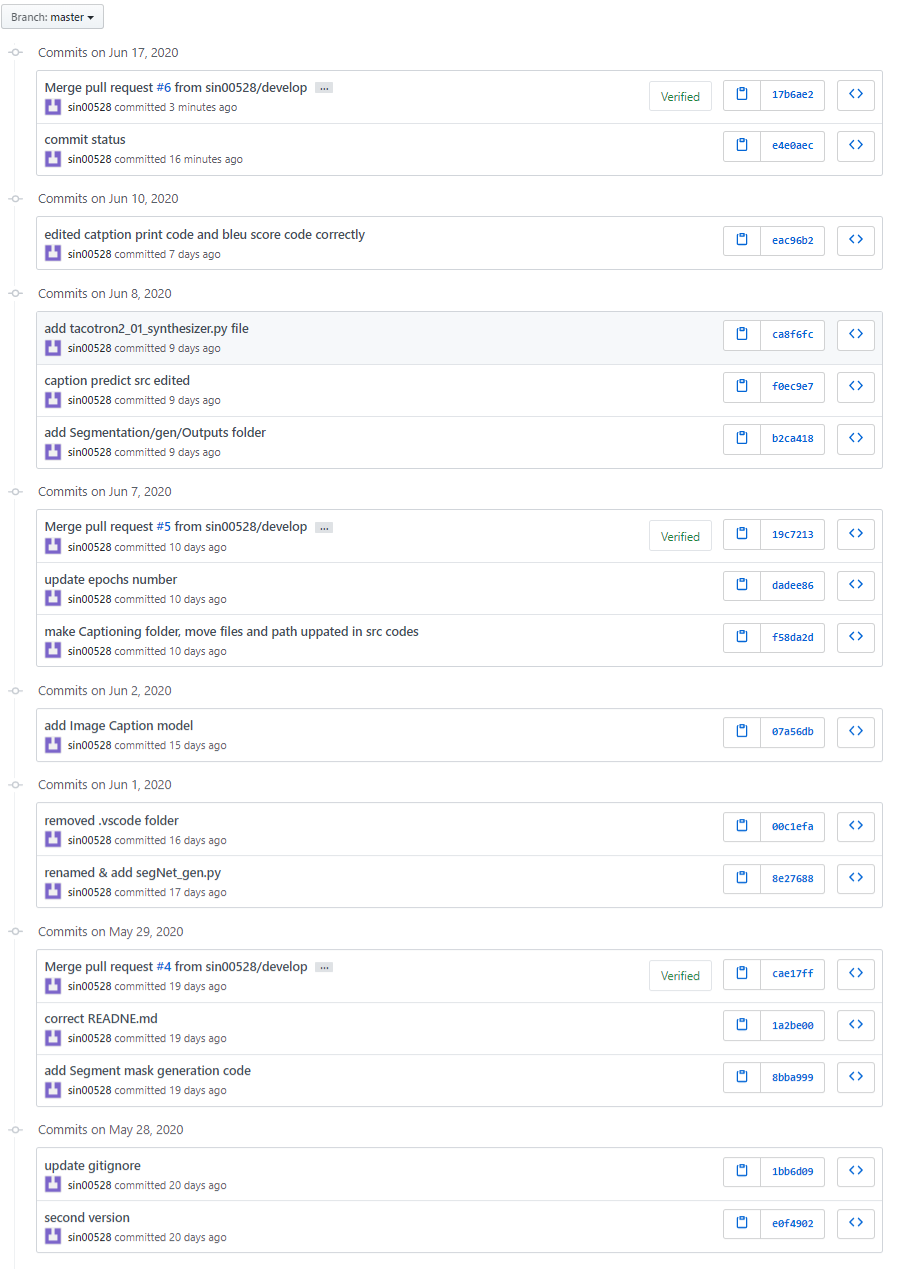 Branch: master
Commits on Jun 17, 2020
Merge pull request #6 from sin00528/develop ...
sin00528 committed 3 minutes ago
Verified
17b6ae2
commit status
sin00528 committed 16 minutes ago
e4e0aec
Commits on Jun 10, 2020
edited catption print code and bleu score code correctly
sin00528 committed 7 days ago
eac96b2
Commits on Jun 8, 2020
add tacotron2_01_synthesizer.py file
sin00528 committed 9 days ago
ca8f6fc
caption predict src edited
sin00528 committed 9 days ago
f0ec9e7
add Segmentation/gen/Outputs folder
sin00528 committed 9 days ago
b2ca418
Commits on Jun 7, 2020
Merge pull request #5 from sin00528/develop ...
sin00528 committed 10 days ago
Verified
19c7213
update epochs number
sin00528 committed 10 days ago
dadee86
make Captioning folder, move files and path uppated in src codes
sin00528 committed 10 days ago
f58da2d
Commits on Jun 2, 2020
add Image Caption model
sin00528 committed 15 days ago
07a56db
Commits on Jun 1, 2020
removed .vscode folder
sin00528 committed 16 days ago
00c1efa
renamed & add segNet_gen.py
sin00528 committed 17 days ago
8e27688
Commits on May 29, 2020
Merge pull request #4 from sin00528/develop ...
sin00528 committed 19 days ago
Verified
cae17ff
correct READNE.md
sin00528 committed 19 days ago
1a2be00
add Segment mask generation code
sin00528 committed 19 days ago
8bba999
Commits on May 28, 2020
update gitignore
sin00528 committed 20 days ago
1bb6d09
second version
sin00528 committed 20 days ago
e0f4902